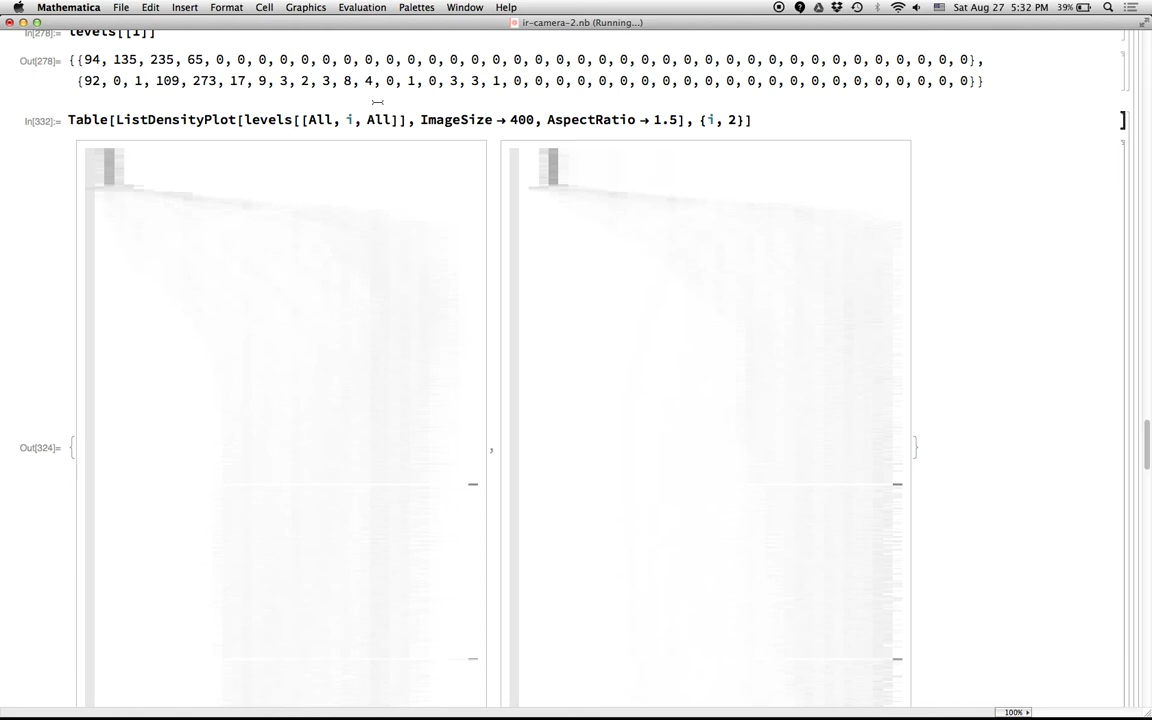 Mathematica File Edit Insert Format Cell Graphics Evaluation Palettes Window Help Sat Aug 27 5:32 PM 39%
ir-camera-2.nb (Running...)
In[278]:= levels[[1]]
Out[278]= {{94, 135, 235, 65, 0, 0, 0, 0, 0, 0, 0, 0, 0, 0, 0, 0, 0, 0, 0, 0, 0, 0, 0, 0, 0, 0, 0, 0, 0, 0, 0, 0, 0, 0, 0, 0, 0, 0, 0, 0},
{92, 0, 1, 109, 273, 17, 9, 3, 2, 3, 8, 4, 0, 1, 0, 3, 3, 1, 0, 0, 0, 0, 0, 0, 0, 0, 0, 0, 0, 0, 0, 0, 0, 0, 0, 0, 0, 0, 0, 0}}
In[332]:= Table[ListDensityPlot[levels[[All, i, All]], ImageSize → 400, AspectRatio → 1.5], {i, 2}]
Out[324]= { , }
100%